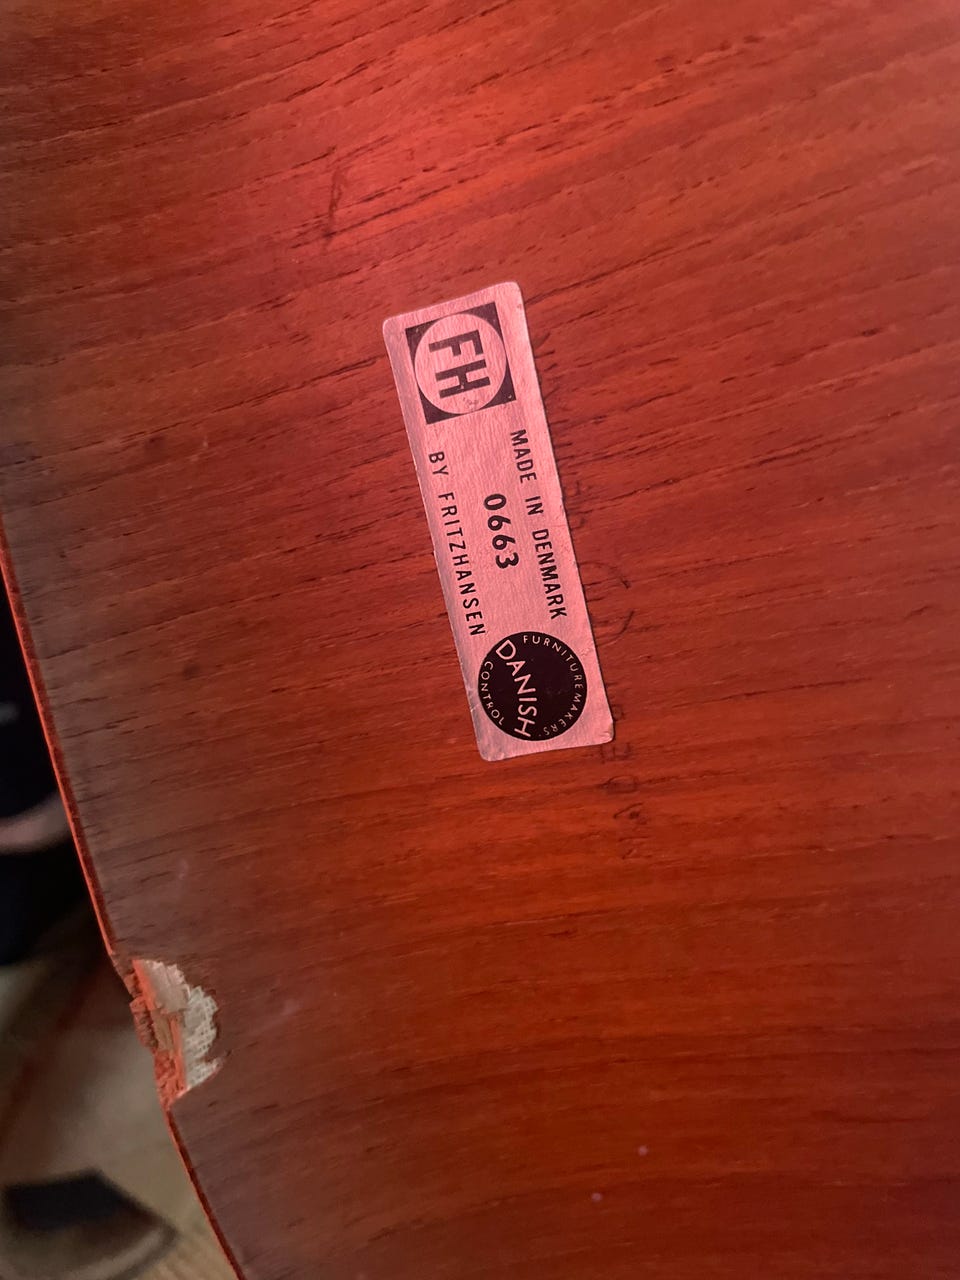 FH
MADE IN DENMARK
0663
BY FRITZHANSEN
FURNITUREMAKERS'
DANISH
CONTROL